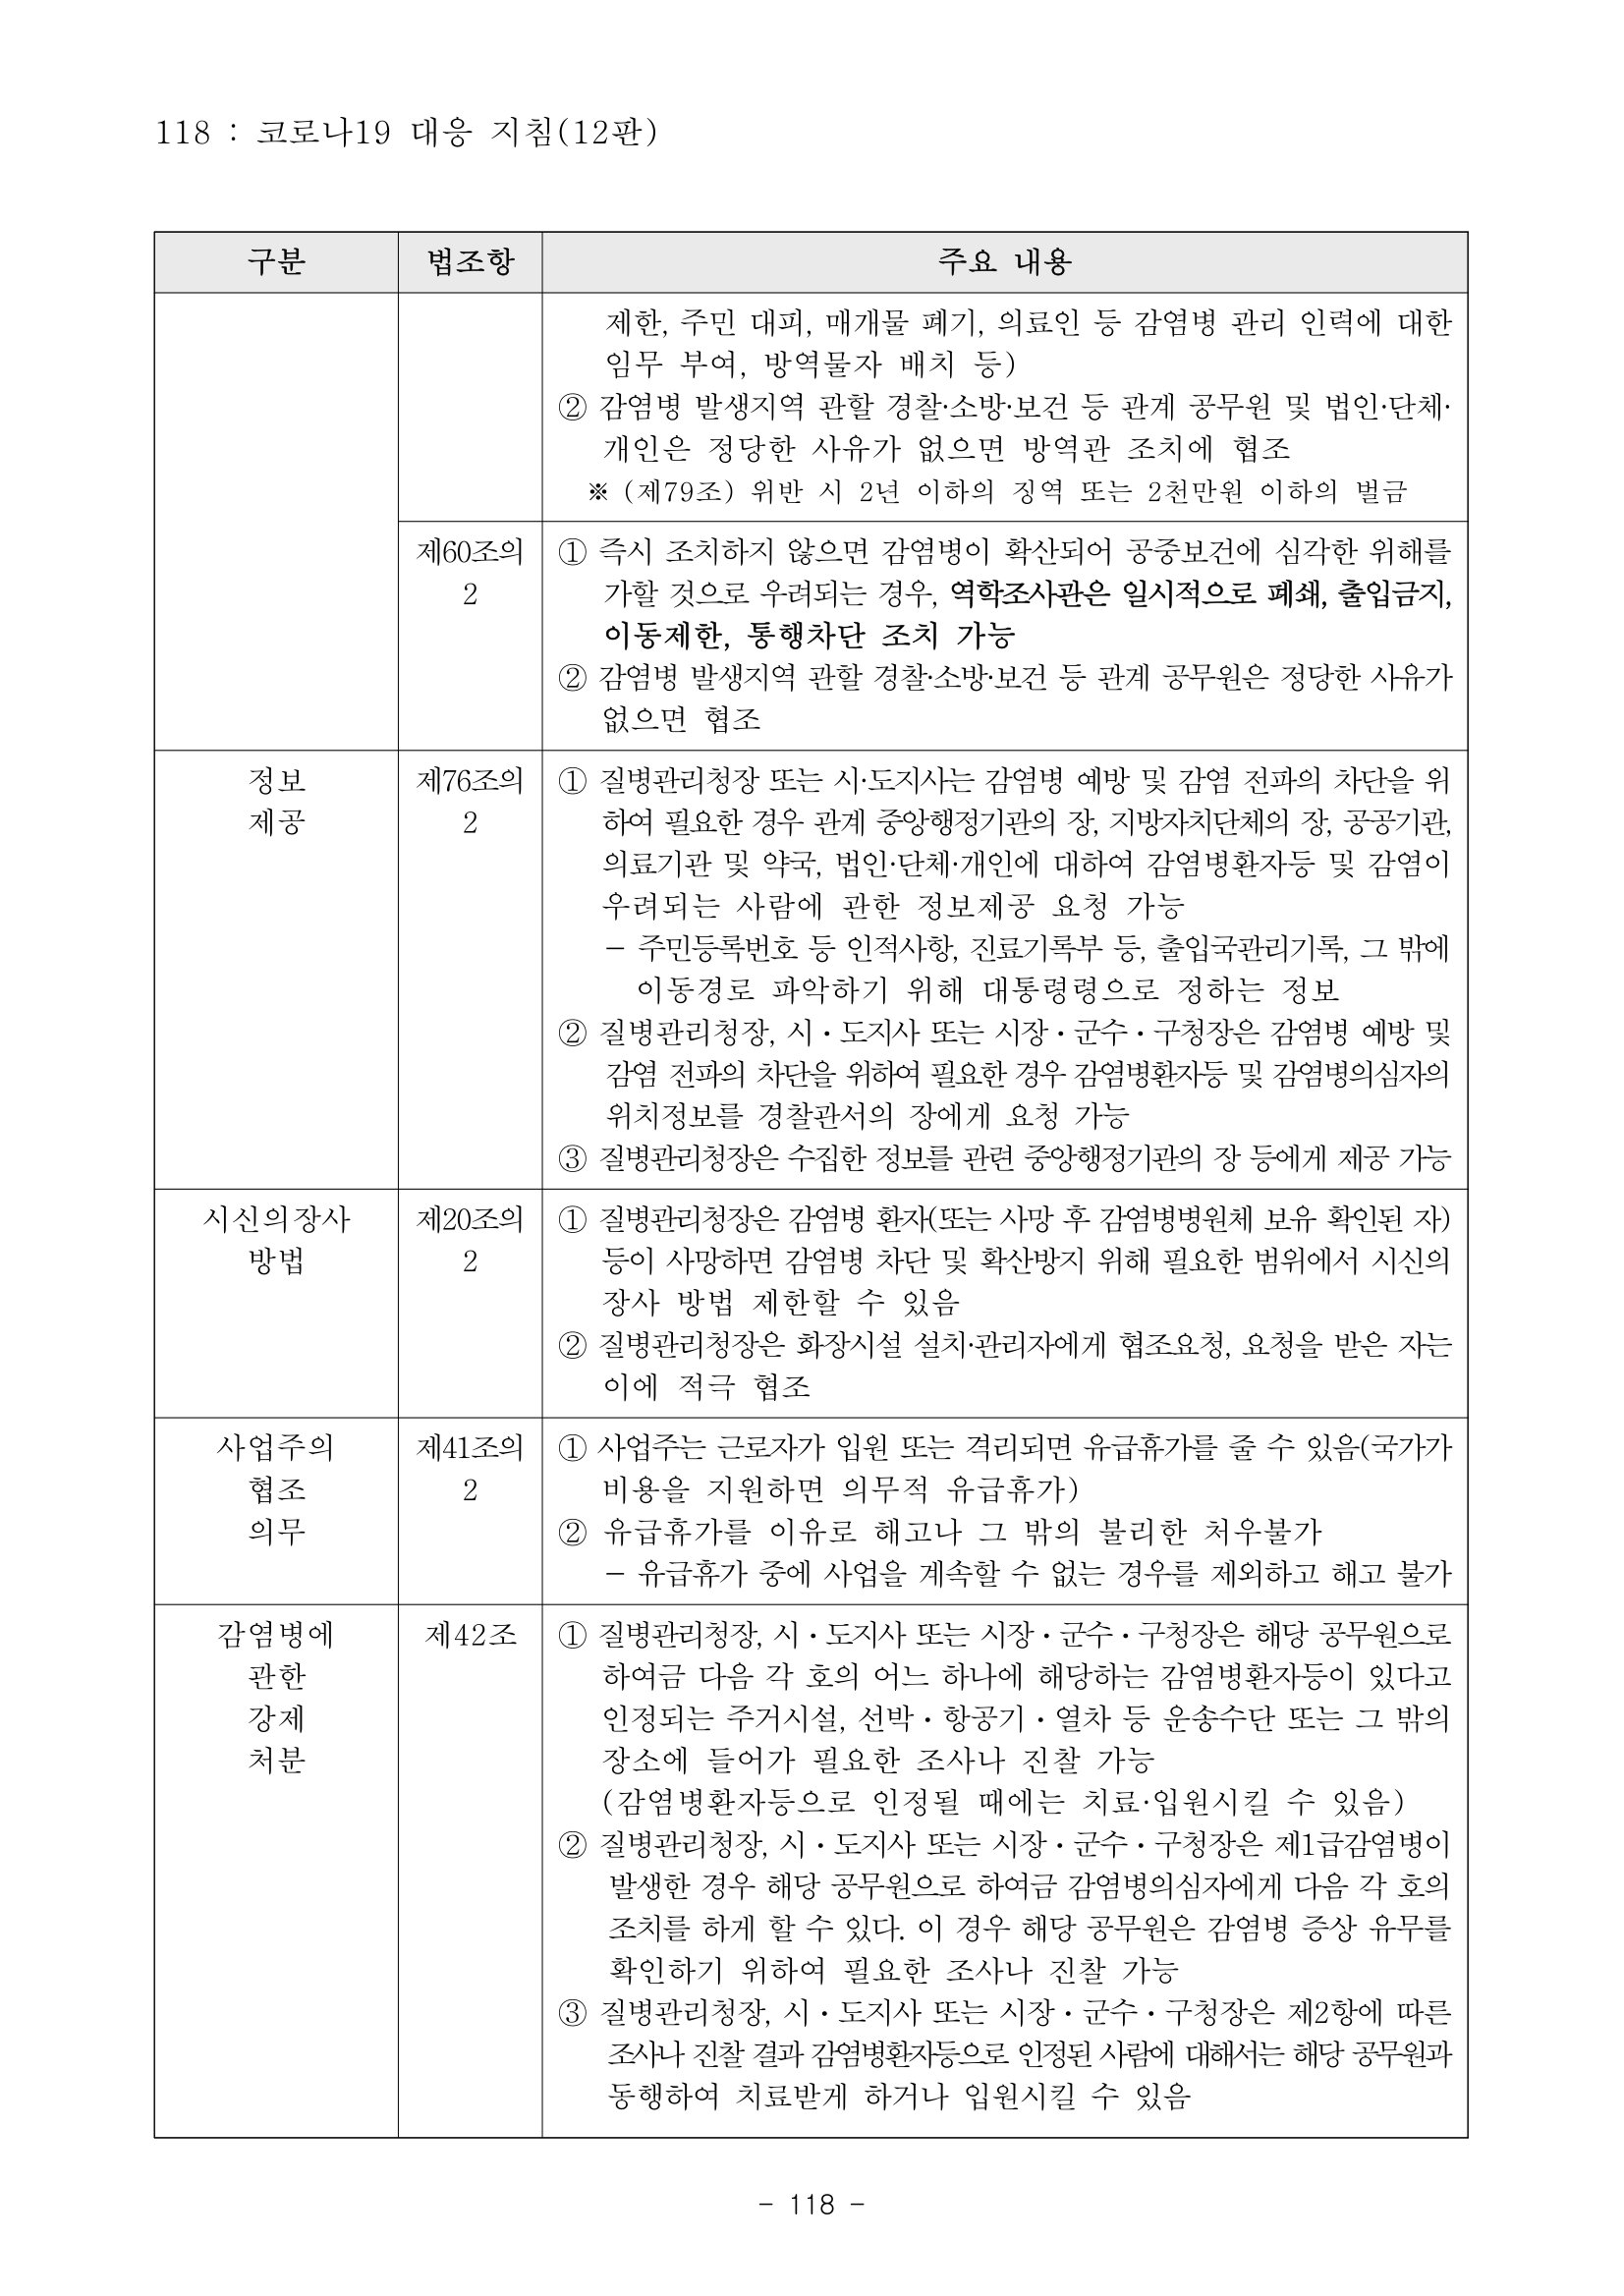 118 : 코로나19 대응 지침(12판)
구분 법조항 주요 내용
제한, 주민 대피, 매개물 폐기, 의료인 등 감염병 관리 인력에 대한
임무 부여, 방역물자 배치 등)
② 감염병 발생지역 관할 경찰·소방·보건 등 관계 공무원 및 법인·단체·
개인은 정당한 사유가 없으면 방역관 조치에 협조
※ (제79조) 위반 시 2년 이하의 징역 또는 2천만원 이하의 벌금
제60조의
2
① 즉시 조치하지 않으면 감염병이 확산되어 공중보건에 심각한 위해를
가할 것으로 우려되는 경우, 역학조사관은 일시적으로 폐쇄, 출입금지,
이동제한, 통행차단 조치 가능
② 감염병 발생지역 관할 경찰·소방·보건 등 관계 공무원은 정당한 사유가
없으면 협조
정보
제공
제76조의
2
① 질병관리청장 또는 시·도지사는 감염병 예방 및 감염 전파의 차단을 위
하여 필요한 경우 관계 중앙행정기관의 장, 지방자치단체의 장, 공공기관,
의료기관 및 약국, 법인·단체·개인에 대하여 감염병환자등 및 감염이
우려되는 사람에 관한 정보제공 요청 가능
- 주민등록번호 등 인적사항, 진료기록부 등, 출입국관리기록, 그 밖에
이동경로 파악하기 위해 대통령령으로 정하는 정보
② 질병관리청장, 시・도지사 또는 시장・군수・구청장은 감염병 예방 및
감염 전파의 차단을 위하여 필요한 경우 감염병환자등 및 감염병의심자의
위치정보를 경찰관서의 장에게 요청 가능
③ 질병관리청장은 수집한 정보를 관련 중앙행정기관의 장 등에게 제공 가능
시신의장사
방법
제20조의
2
① 질병관리청장은 감염병 환자(또는 사망 후 감염병병원체 보유 확인된 자)
등이 사망하면 감염병 차단 및 확산방지 위해 필요한 범위에서 시신의
장사 방법 제한할 수 있음
② 질병관리청장은 화장시설 설치·관리자에게 협조요청, 요청을 받은 자는
이에 적극 협조
사업주의
협조
의무
제41조의
2
① 사업주는 근로자가 입원 또는 격리되면 유급휴가를 줄 수 있음(국가가
비용을 지원하면 의무적 유급휴가)
② 유급휴가를 이유로 해고나 그 밖의 불리한 처우불가
- 유급휴가 중에 사업을 계속할 수 없는 경우를 제외하고 해고 불가
감염병에
관한
강제
처분
제42조
① 질병관리청장, 시・도지사 또는 시장・군수・구청장은 해당 공무원으로
하여금 다음 각 호의 어느 하나에 해당하는 감염병환자등이 있다고
인정되는 주거시설, 선박・항공기・열차 등 운송수단 또는 그 밖의
장소에 들어가 필요한 조사나 진찰 가능
(감염병환자등으로 인정될 때에는 치료·입원시킬 수 있음)
② 질병관리청장, 시・도지사 또는 시장・군수・구청장은 제1급감염병이
발생한 경우 해당 공무원으로 하여금 감염병의심자에게 다음 각 호의
조치를 하게 할 수 있다. 이 경우 해당 공무원은 감염병 증상 유무를
확인하기 위하여 필요한 조사나 진찰 가능
③ 질병관리청장, 시・도지사 또는 시장・군수・구청장은 제2항에 따른
조사나 진찰 결과 감염병환자등으로 인정된 사람에 대해서는 해당 공무원과
동행하여 치료받게 하거나 입원시킬 수 있음
- 118 -